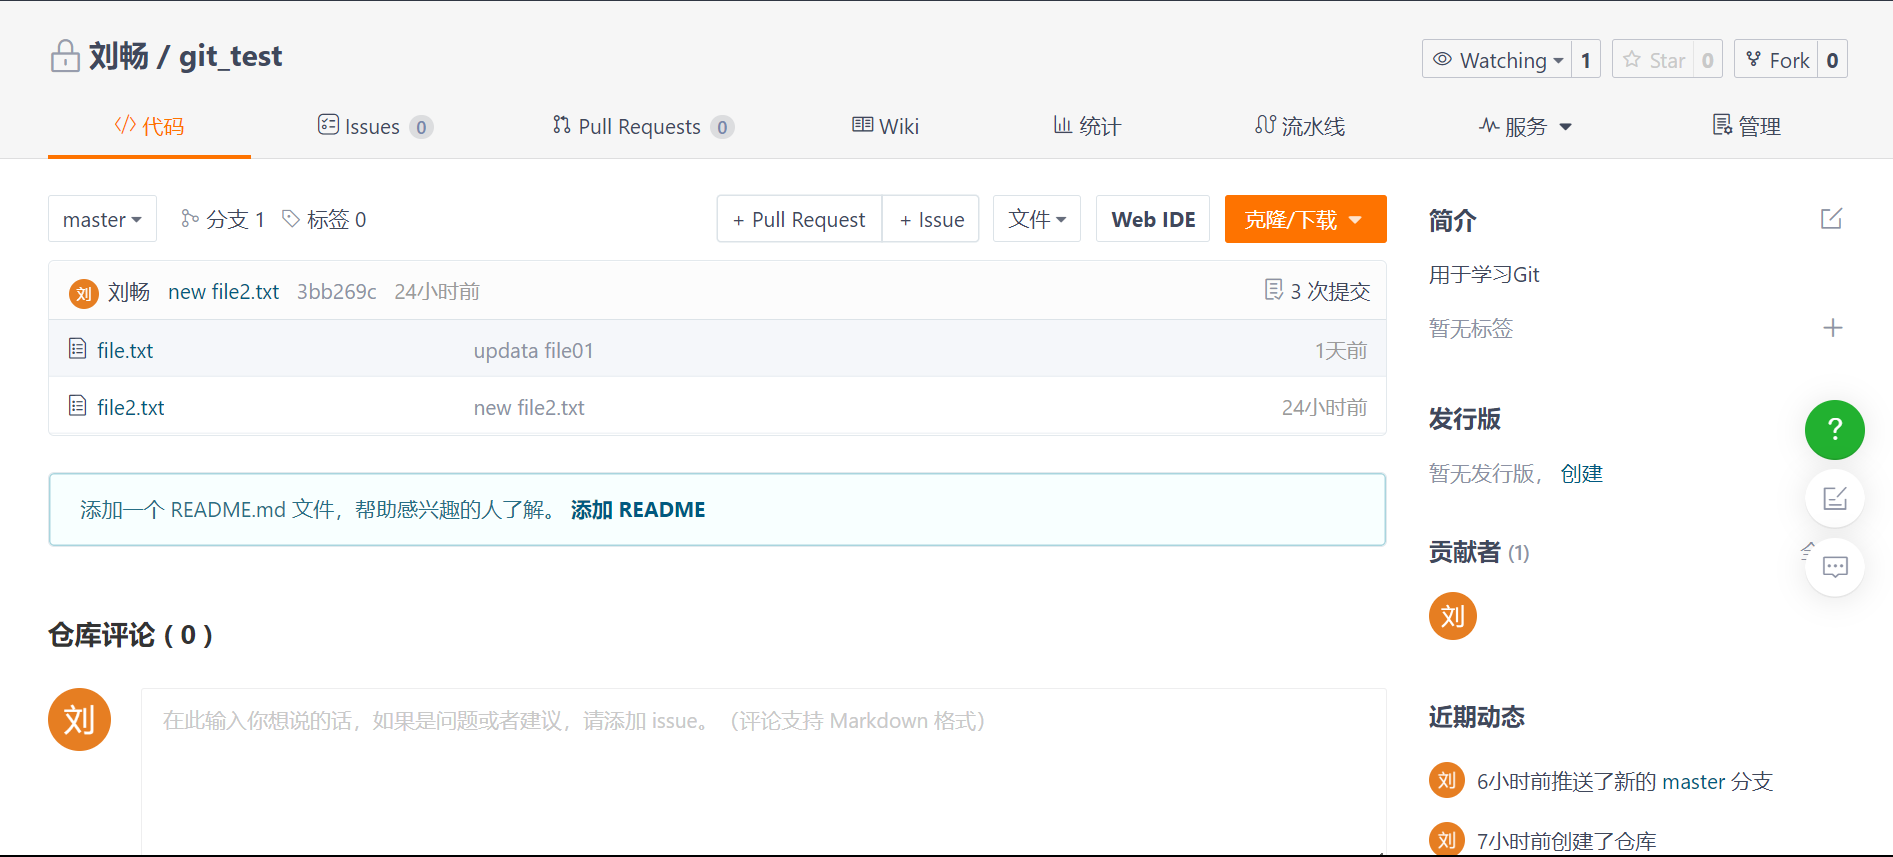 刘畅 / git_test
Watching 1 Star 0 Fork 0
代码 Issues 0 Pull Requests 0 Wiki 统计 流水线 服务 管理
master 分支 1 标签 0 + Pull Request + Issue 文件 Web IDE 克隆/下载
刘 刘畅 new file2.txt 3bb269c 24小时前 3 次提交
file.txt updata file01 1天前
file2.txt new file2.txt 24小时前
添加一个 README.md 文件，帮助感兴趣的人了解。 添加 README
仓库评论 ( 0 )
刘 在此输入你想说的话，如果是问题或者建议，请添加 issue。（评论支持 Markdown 格式）
简介
用于学习Git
暂无标签 +
发行版
?
暂无发行版， 创建
贡献者 (1)
刘
近期动态
刘 6小时前推送了新的 master 分支
刘 7小时前创建了仓库